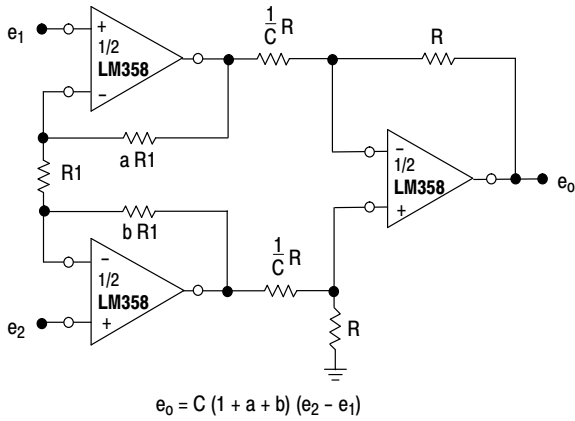 e1
+
1/2
LM358
–
1/C R
R
a R1
R1
b R1
–
1/2
LM358
+
eo
–
1/2
LM358
+
1/C R
e2
R
eo = C (1 + a + b) (e2 – e1)